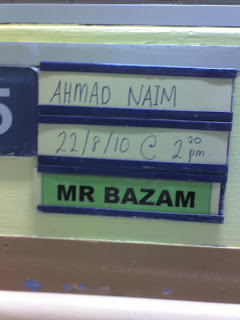 5
AHMAD NAIM
22/8/10 @ 2 20 pm.
MR BAZAM